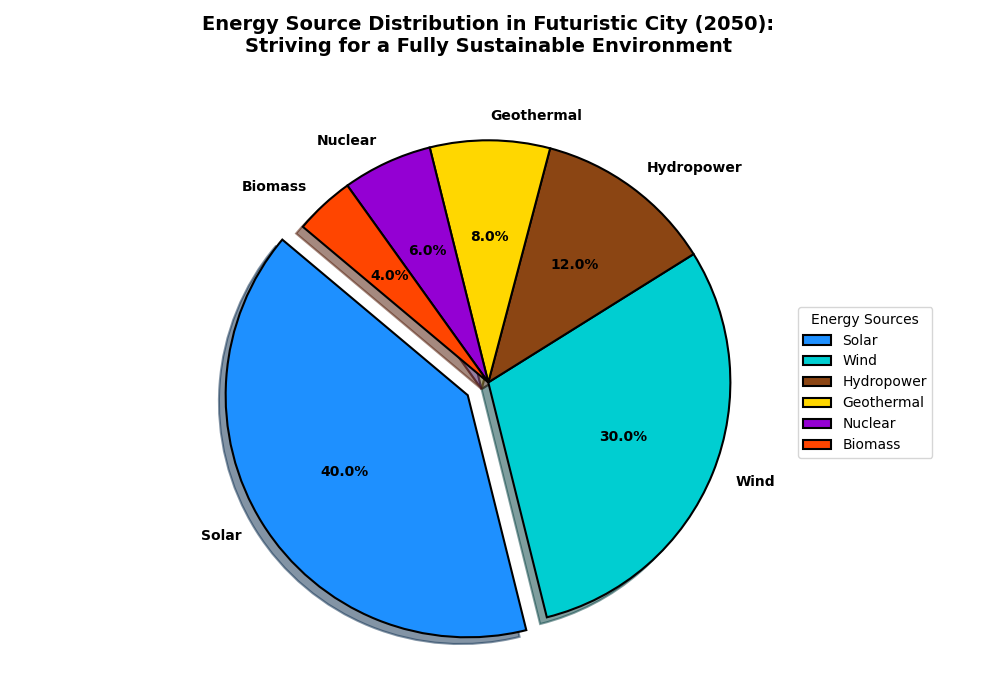 Energy Source Distribution in Futuristic City (2050):
Striving for a Fully Sustainable Environment
Geothermal
Nuclear
Hydropower
Biomass
8.0%
6.0%
12.0%
4.0%
Energy Sources
Solar
Wind
Hydropower
Geothermal
Nuclear
Biomass
30.0%
40.0%
Wind
Solar